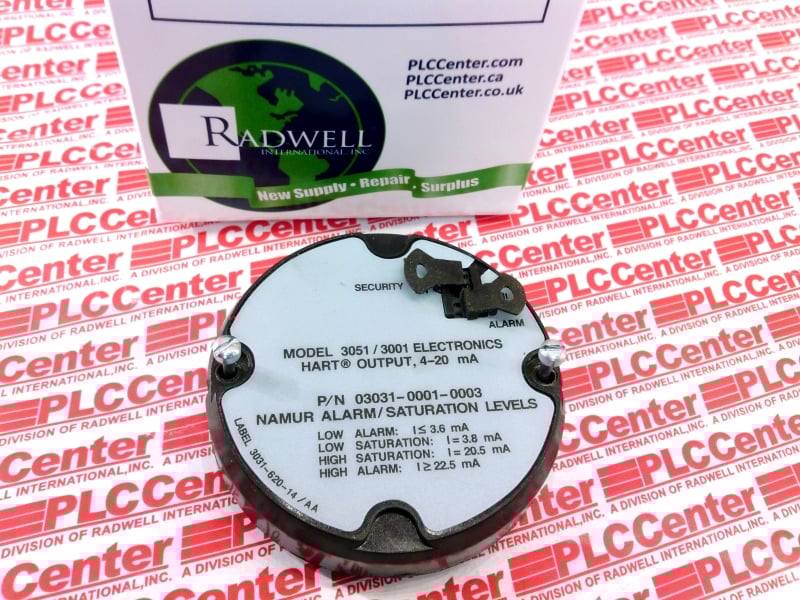 PLCCenter.com
PLCCenter.ca
PLCCenter.co.uk
RADWELL
INTERNATIONAL, INC
New Supply • Repair • Surplus
SECURITY
ALARM
MODEL 3051 / 3001 ELECTRONICS
HART® OUTPUT, 4-20 mA
P/N 03031-0001-0003
NAMUR ALARM/SATURATION LEVELS
LOW ALARM: I ≤ 3.6 mA
LOW SATURATION: I = 3.8 mA
HIGH SATURATION: I = 20.5 mA
HIGH ALARM: I ≥ 22.5 mA
LABEL 3031-620-14 / AA
PLCCenter
A DIVISION OF RADWELL INTERNATIONAL, INC.